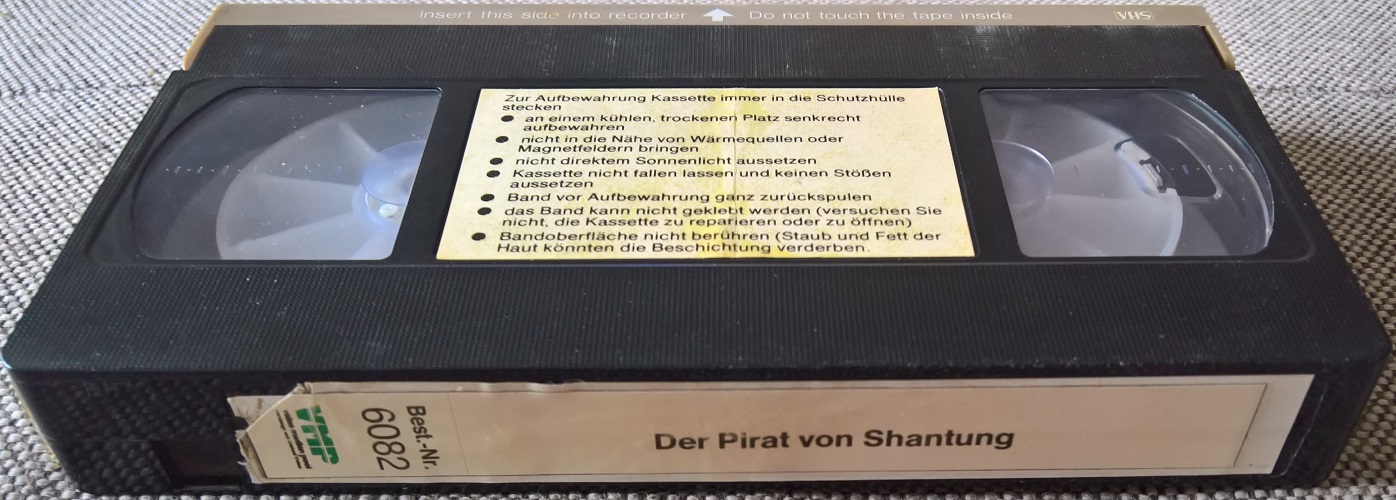 Insert this side into recorder Do not touch the tape inside VHS
Zur Aufbewahrung Kassette immer in die Schutzhülle
stecken
● an einem kühlen, trockenen Platz senkrecht
aufbewahren
● nicht in die Nähe von Wärmequellen oder
Magnetfeldern bringen
● nicht direktem Sonnenlicht aussetzen
● Kassette nicht fallen lassen und keinen Stößen
aussetzen
● Band vor Aufbewahrung ganz zurückspulen
● das Band kann nicht geklebt werden (versuchen Sie
nicht, die Kassette zu reparieren oder zu öffnen)
● Bandoberfläche nicht berühren (Staub und Fett der
Haut könnten die Beschichtung verderben.
VMP
Best.-Nr.
6082
Der Pirat von Shantung